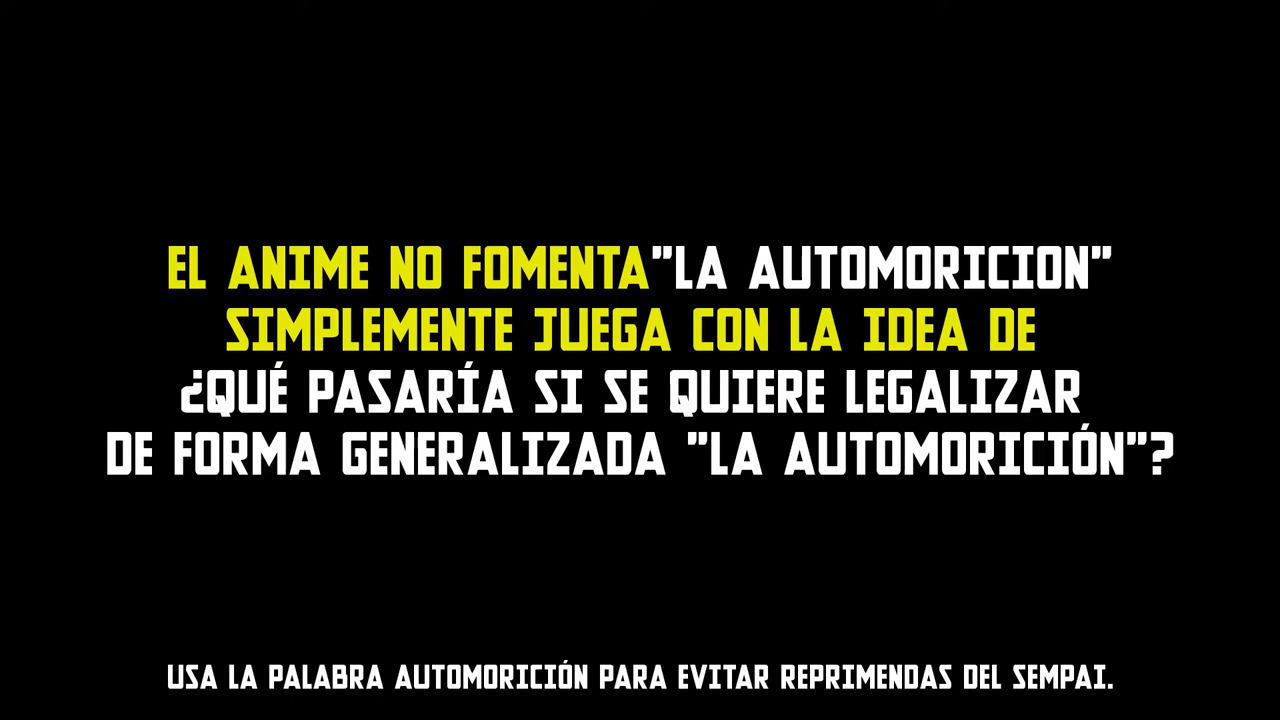 EL ANIME NO FOMENTA"LA AUTOMORICION"
SIMPLEMENTE JUEGA CON LA IDEA DE
¿QUÉ PASARÍA SI SE QUIERE LEGALIZAR
DE FORMA GENERALIZADA "LA AUTOMORICIÓN"?
USA LA PALABRA AUTOMORICIÓN PARA EVITAR REPRIMENDAS DEL SEMPAI.